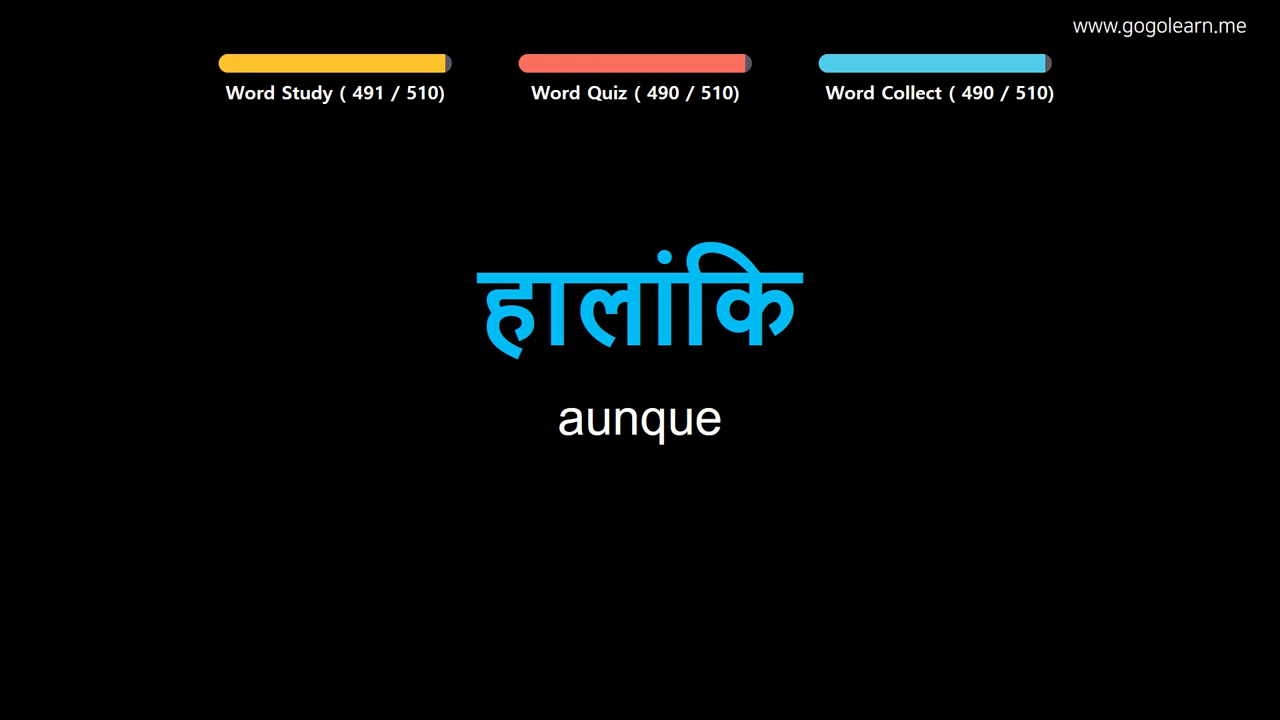 www.gogolearn.me
Word Study ( 491 / 510)
Word Quiz ( 490 / 510)
Word Collect ( 490 / 510)
हालांकि
aunque